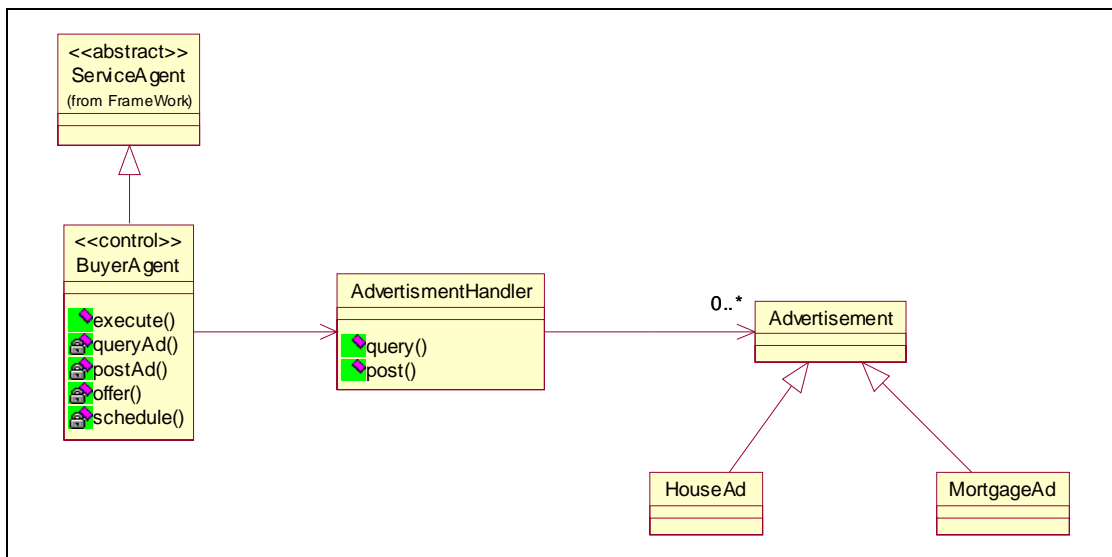 <<abstract>>
ServiceAgent
(from FrameWork)
<<control>>
BuyerAgent
execute()
queryAd()
postAd()
offer()
schedule()
AdvertismentHandler
query()
post()
0..*
Advertisement
HouseAd
MortgageAd